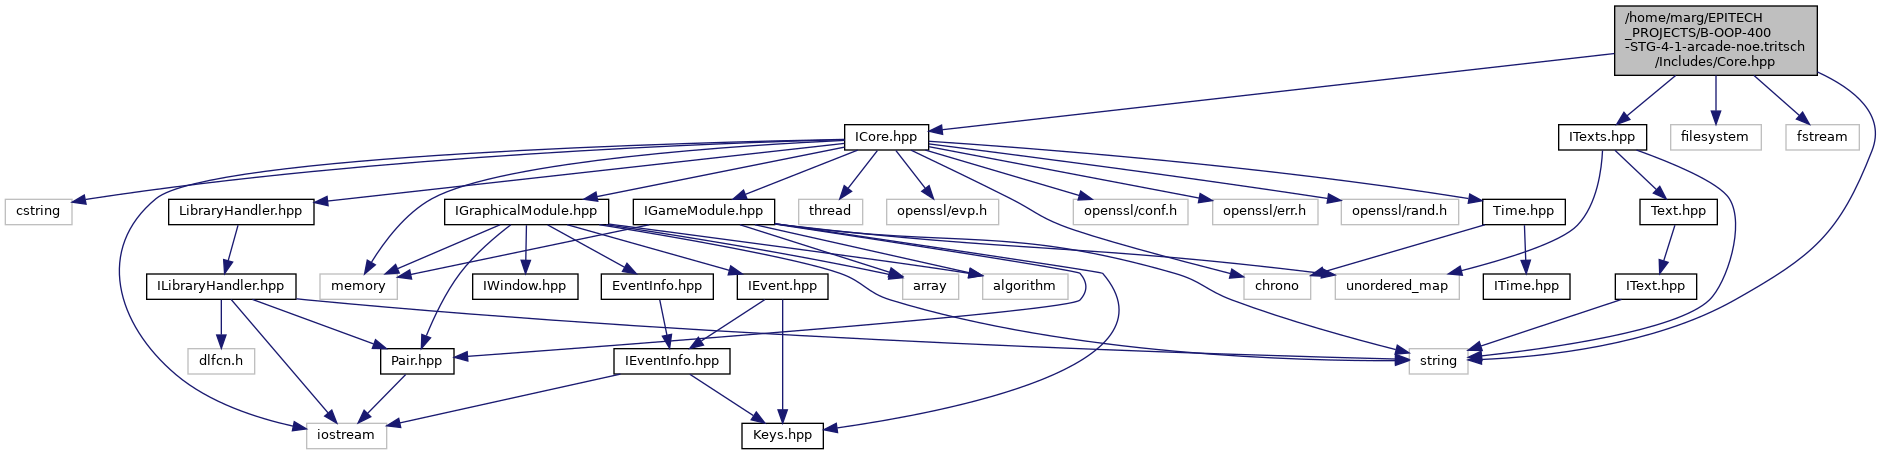 /home/marg/EPITECH
_PROJECTS/B-OOP-400
-STG-4-1-arcade-noe.tritsch
/Includes/Core.hpp
ICore.hpp
ITexts.hpp
filesystem
fstream
cstring
LibraryHandler.hpp
IGraphicalModule.hpp
IGameModule.hpp
thread
openssl/evp.h
openssl/conf.h
openssl/err.h
openssl/rand.h
Time.hpp
Text.hpp
ILibraryHandler.hpp
memory
IWindow.hpp
EventInfo.hpp
IEvent.hpp
array
algorithm
chrono
unordered_map
ITime.hpp
IText.hpp
dlfcn.h
Pair.hpp
IEventInfo.hpp
string
iostream
Keys.hpp